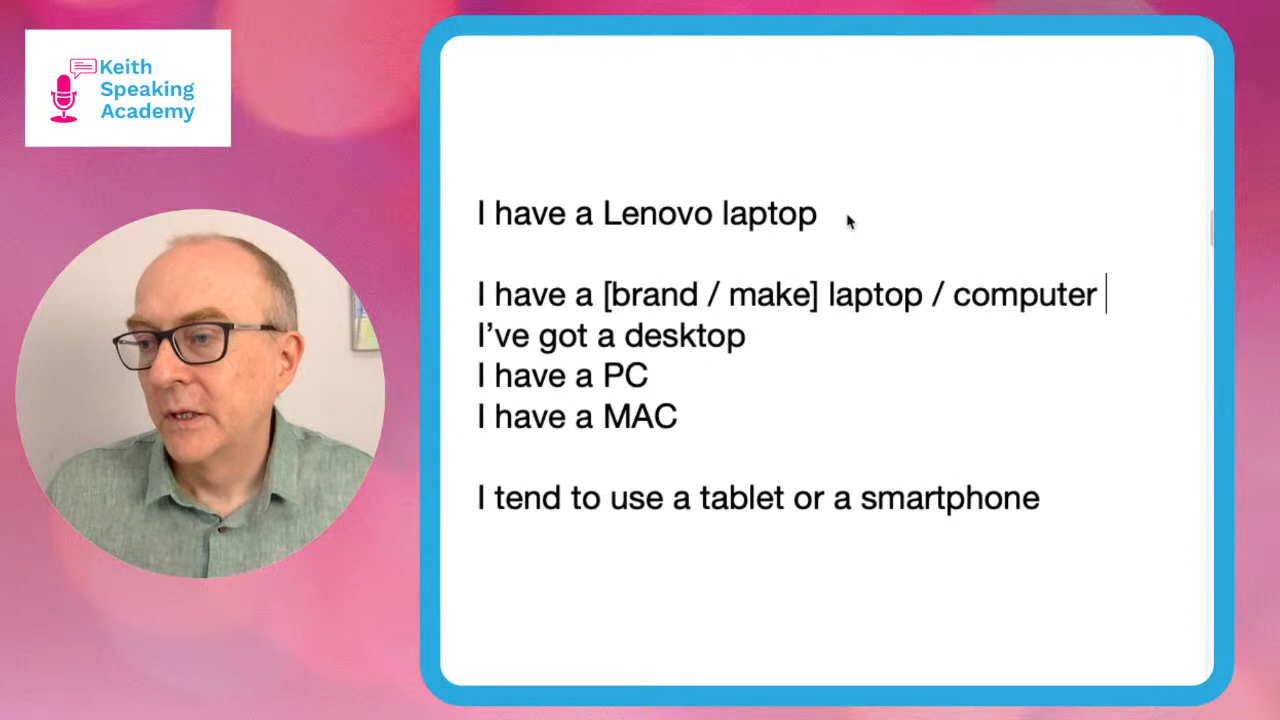 Keith
Speaking
Academy
I have a Lenovo laptop
I have a [brand / make] laptop / computer
I’ve got a desktop
I have a PC
I have a MAC
I tend to use a tablet or a smartphone